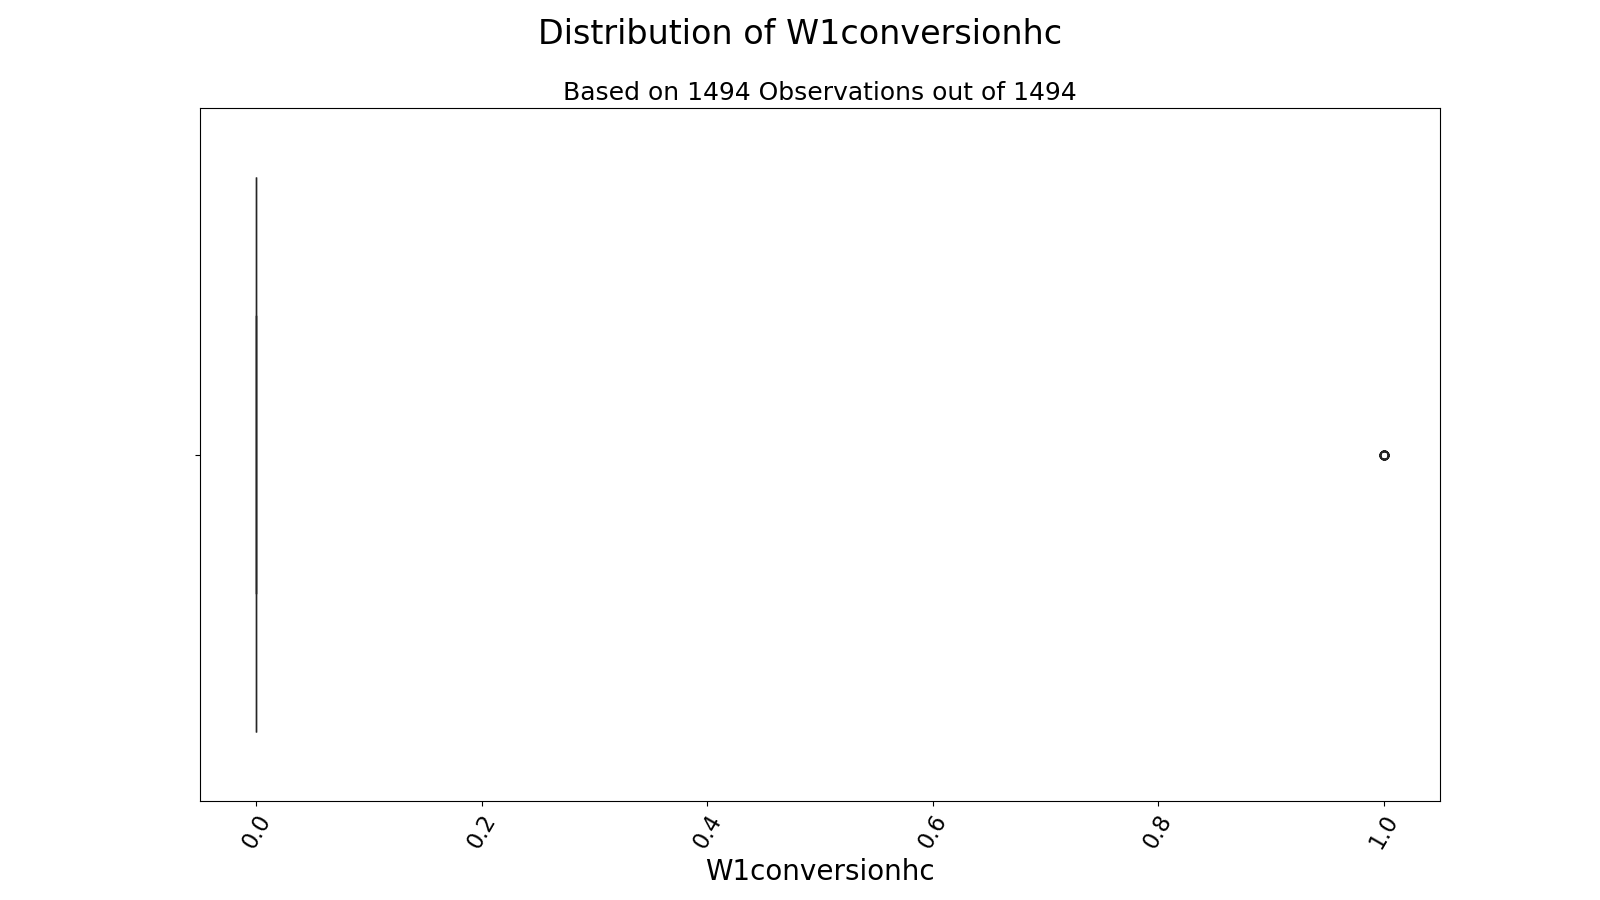 Distribution of W1conversionhc
Based on 1494 Observations out of 1494
0.0
0.2
0.4
0.6
0.8
1.0
W1conversionhc